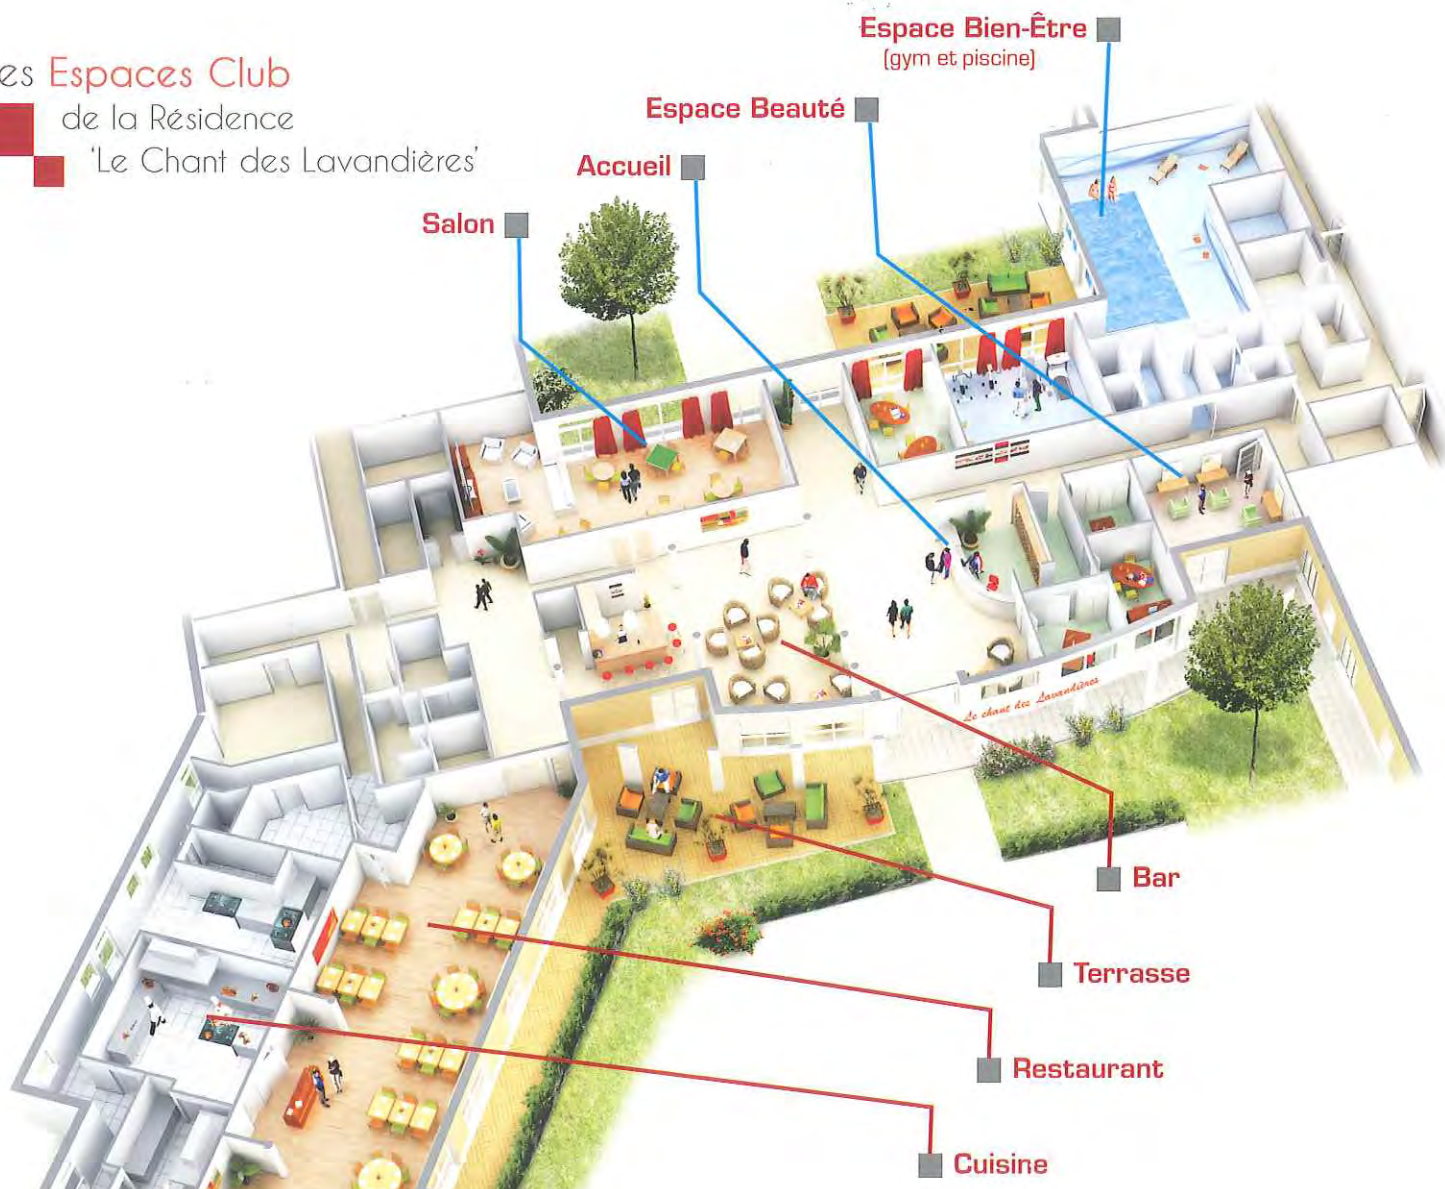 es Espaces Club
de la Résidence
'Le Chant des Lavandières'
Espace Bien-Être
(gym et piscine)
Espace Beauté
Accueil
Salon
Le chant des Lavandières
Bar
Terrasse
Restaurant
Cuisine